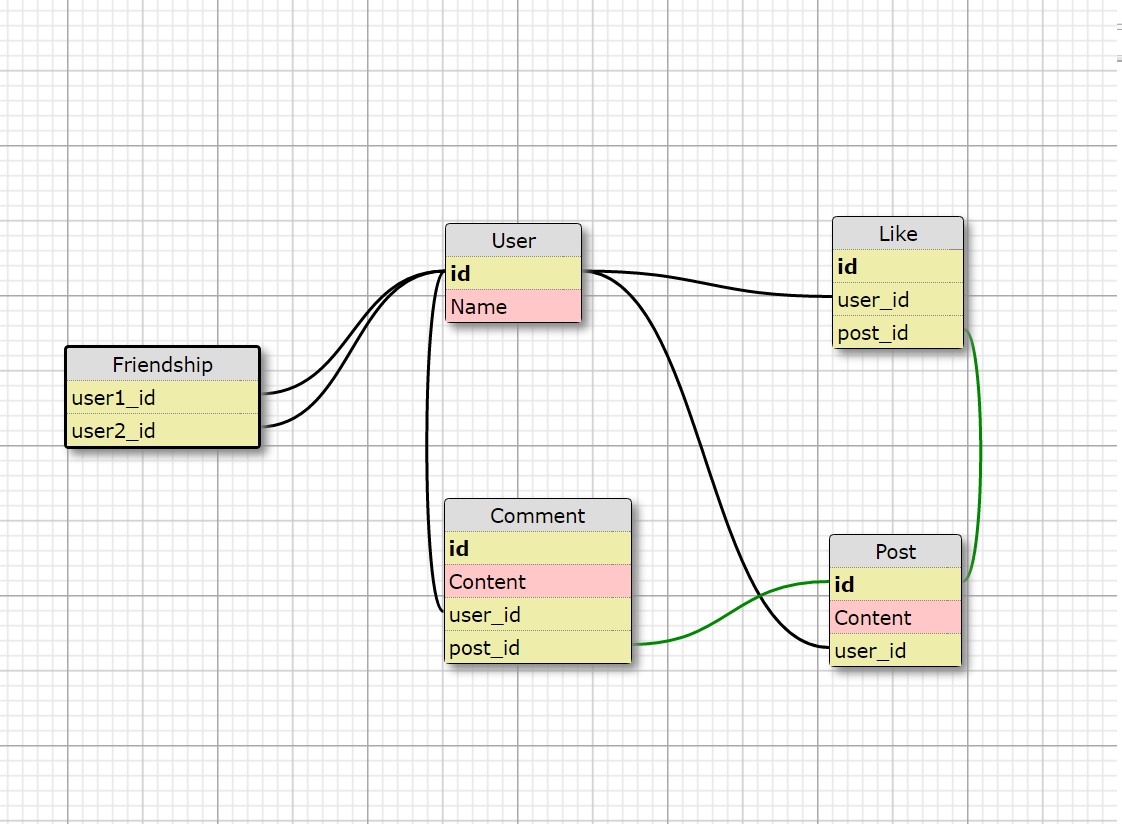 User
id
Name
Like
id
user_id
post_id
Friendship
user1_id
user2_id
Comment
id
Content
user_id
post_id
Post
id
Content
user_id